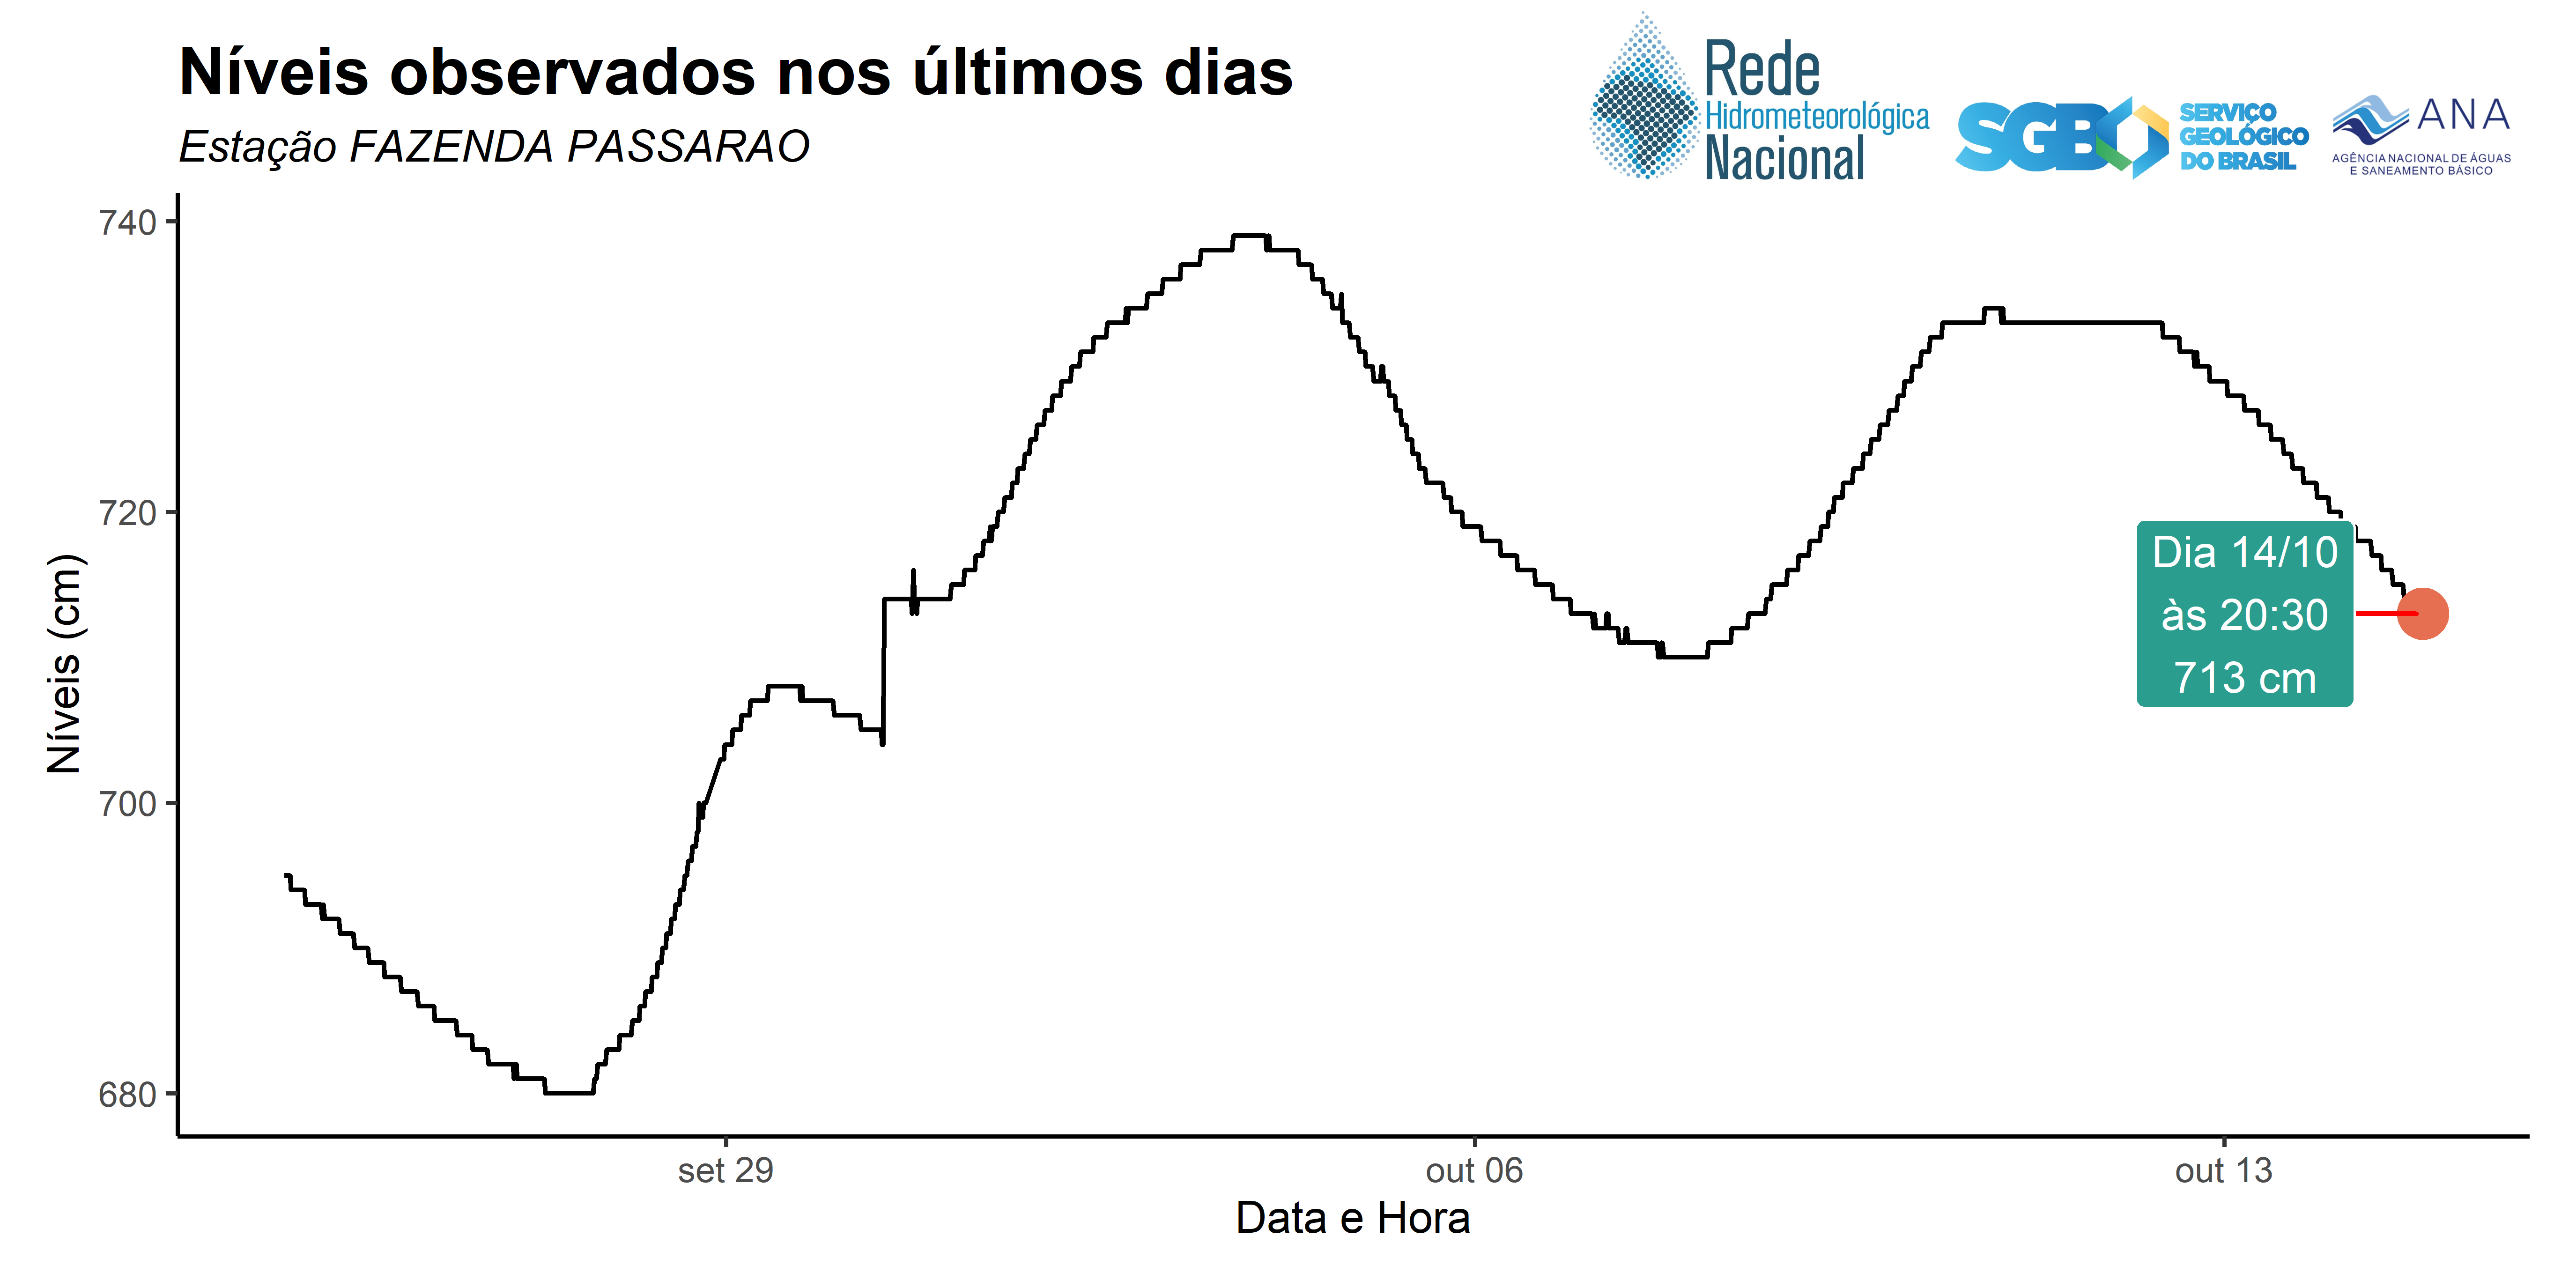 Níveis observados nos últimos dias
Estação FAZENDA PASSARAO
Rede
Hidrometeorológica
Nacional
SGB
SERVIÇO
GEOLÓGICO
DO BRASIL
ANA
AGÊNCIA NACIONAL DE ÁGUAS
E SANEAMENTO BÁSICO
Níveis (cm)
740
720
700
680
Dia 14/10
às 20:30
713 cm
set 29
out 06
out 13
Data e Hora